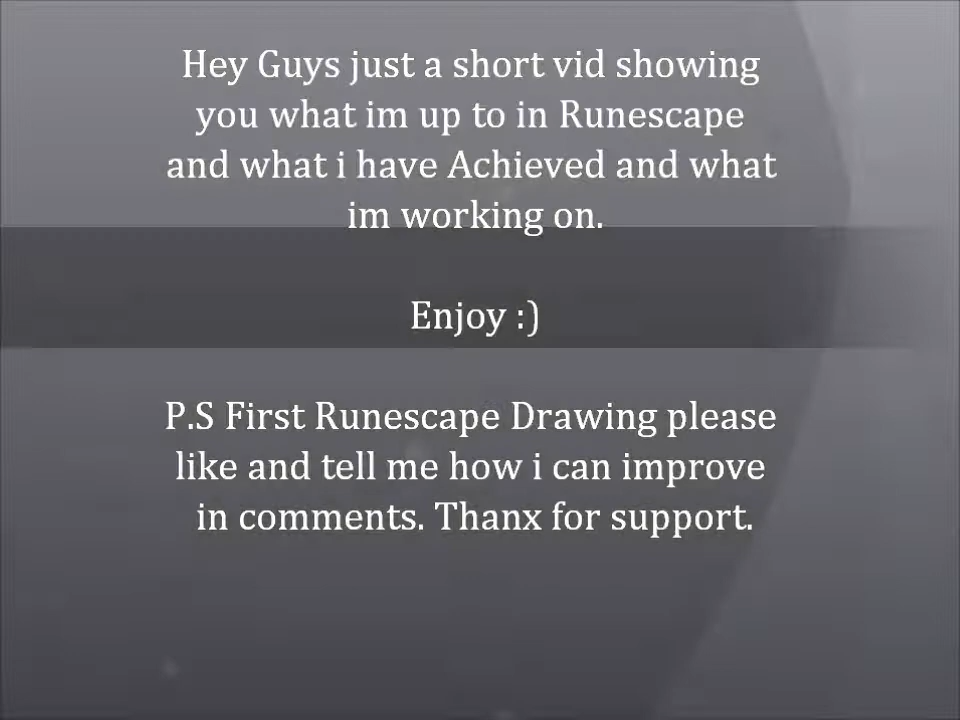 Hey Guys just a short vid showing
you what im up to in Runescape
and what i have Achieved and what
im working on.
Enjoy :)
P.S First Runescape Drawing please
like and tell me how i can improve
in comments. Thanx for support.